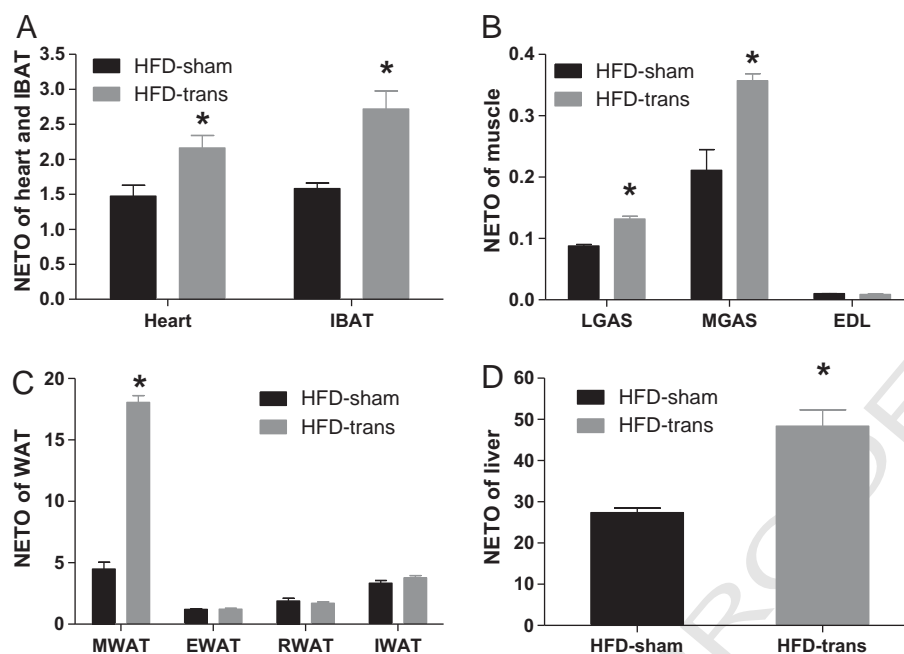 A
NETO of heart and IBAT
3.5
3.0
2.5
2.0
1.5
1.0
0.5
0.0
HFD-sham
HFD-trans
*
*
Heart IBAT
B
NETO of muscle
0.4
0.3
0.2
0.1
0.0
HFD-sham
HFD-trans
*
*
LGAS MGAS EDL
C
NETO of WAT
20
15
10
5
0
*
HFD-sham
HFD-trans
MWAT EWAT RWAT IWAT
D
NETO of liver
60
50
40
30
20
10
0
HFD-sham
HFD-trans
*
HFD-sham HFD-trans